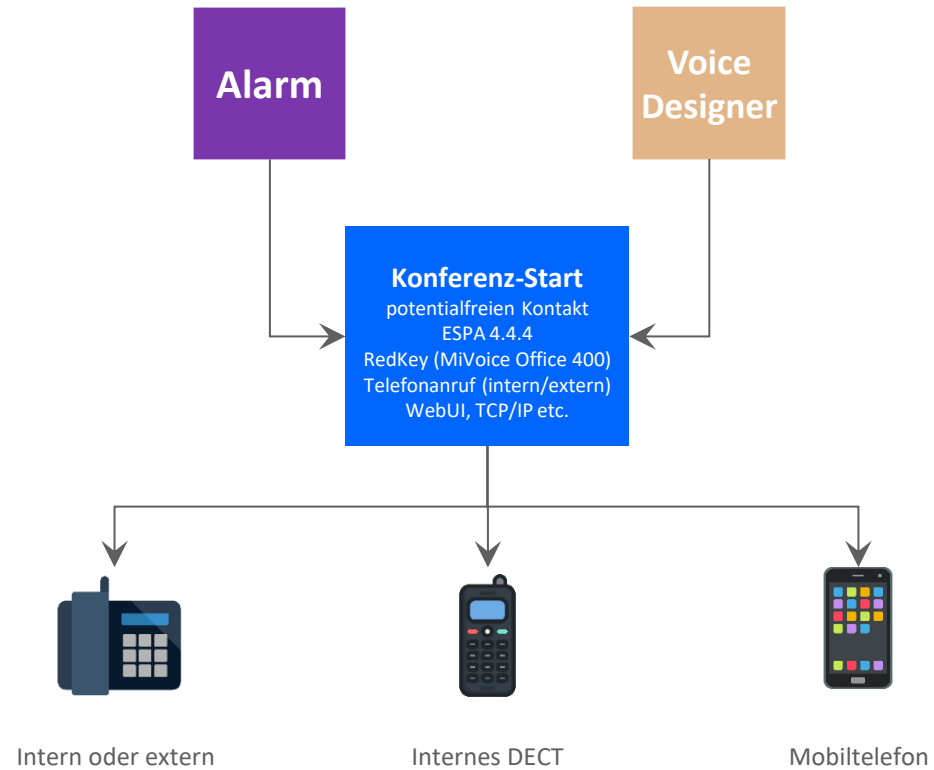 Alarm
Voice
Designer
Konferenz-Start
potentialfreien Kontakt
ESPA 4.4.4
RedKey (MiVoice Office 400)
Telefonanruf (intern/extern)
WebUI, TCP/IP etc.
Intern oder extern
Internes DECT
Mobiltelefon